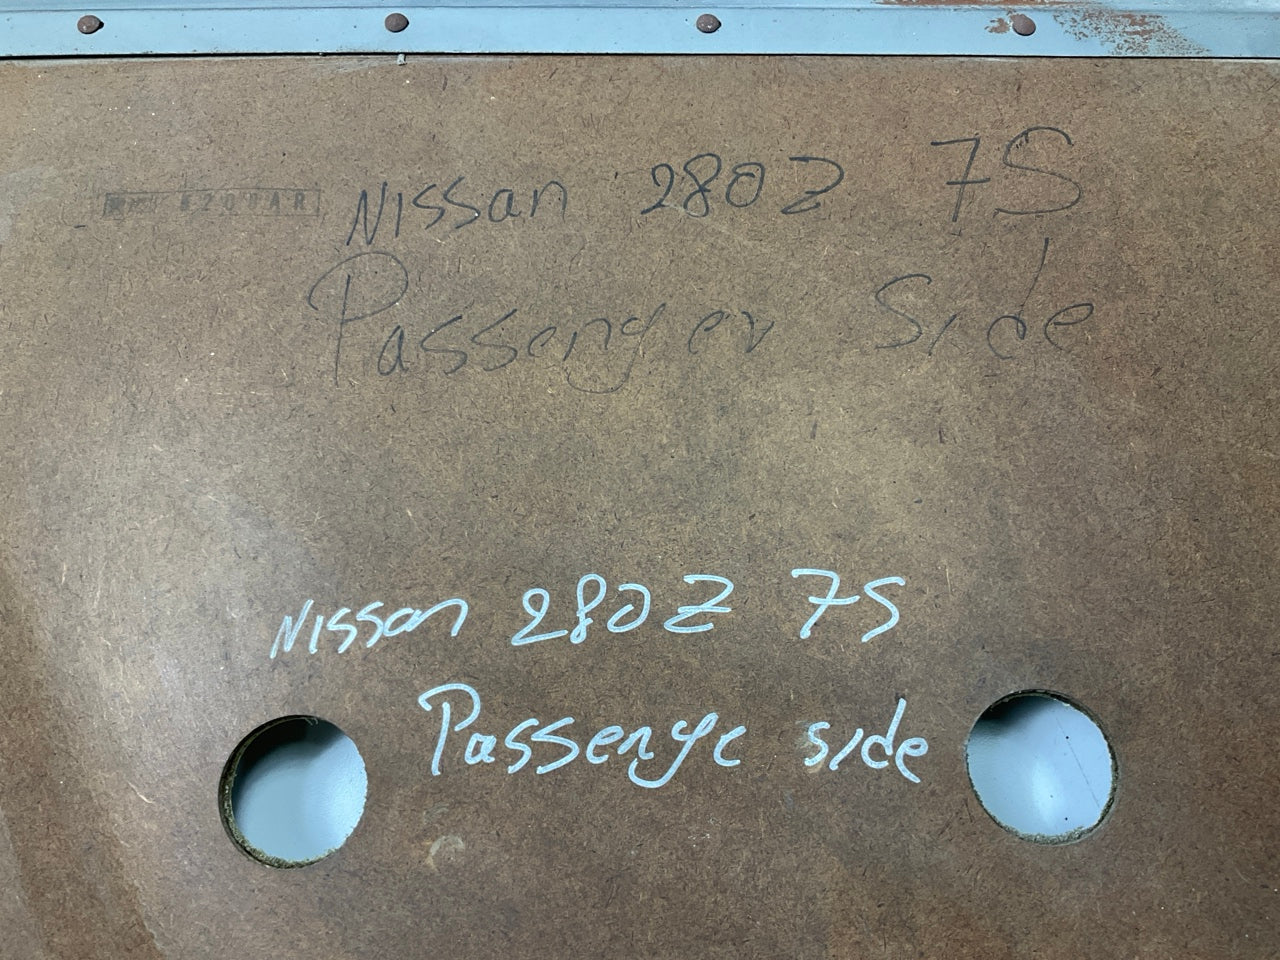 Nissan 280Z 75
Passenger Side
Nissan 280Z 75
Passenge side